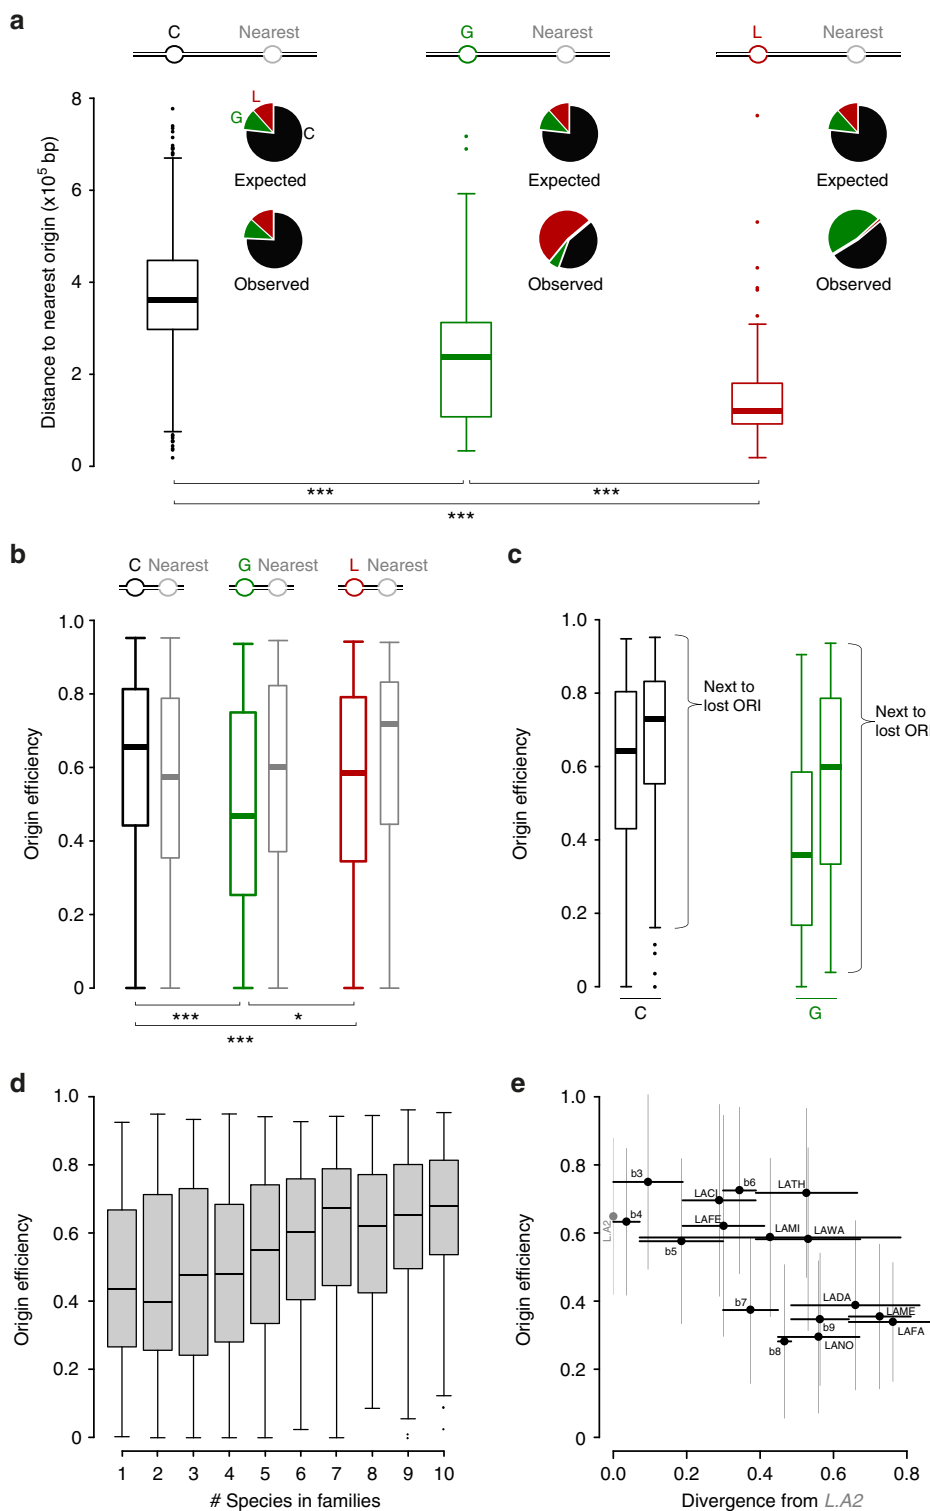 a
C Nearest G Nearest L Nearest
Distance to nearest origin (x10⁵ bp)
8
6
4
2
0
L
G
C
Expected
Observed
Expected
Observed
Expected
Observed
*** ***
***
b
C Nearest G Nearest L Nearest
Origin efficiency
1.0
0.8
0.6
0.4
0.2
0
*** *
***
c
Origin efficiency
1.0
0.8
0.6
0.4
0.2
0
Next to
lost ORI
Next to
lost ORI
C G
d
Origin efficiency
1.0
0.8
0.6
0.4
0.2
0
1 2 3 4 5 6 7 8 9 10
# Species in families
e
Origin efficiency
1.0
0.8
0.6
0.4
0.2
0
L.A2
b3
b4
b5
LACI
b6
LATH
LAFE
LAMI
LAWA
b7
b8
LADA
b9
LANO
LAME
LAFA
0.0 0.2 0.4 0.6 0.8
Divergence from L.A2